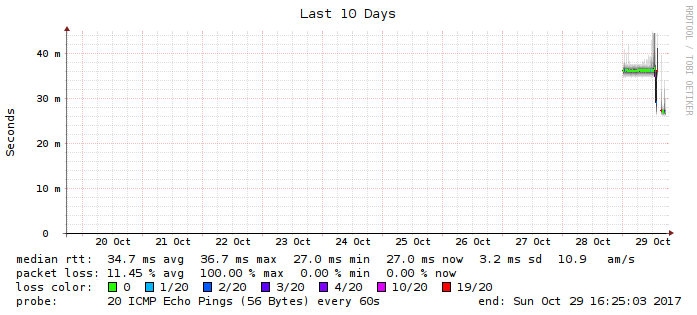 Last 10 Days
RRDTOOL / TOBI OETIKER
Seconds
40 m
30 m
20 m
10 m
0
20 Oct 21 Oct 22 Oct 23 Oct 24 Oct 25 Oct 26 Oct 27 Oct 28 Oct 29 Oct
median rtt: 34.7 ms avg 36.7 ms max 27.0 ms min 27.0 ms now 3.2 ms sd 10.9 am/s
packet loss: 11.45 % avg 100.00 % max 0.00 % min 0.00 % now
loss color: 0 1/20 2/20 3/20 4/20 10/20 19/20
probe: 20 ICMP Echo Pings (56 Bytes) every 60s end: Sun Oct 29 16:25:03 2017